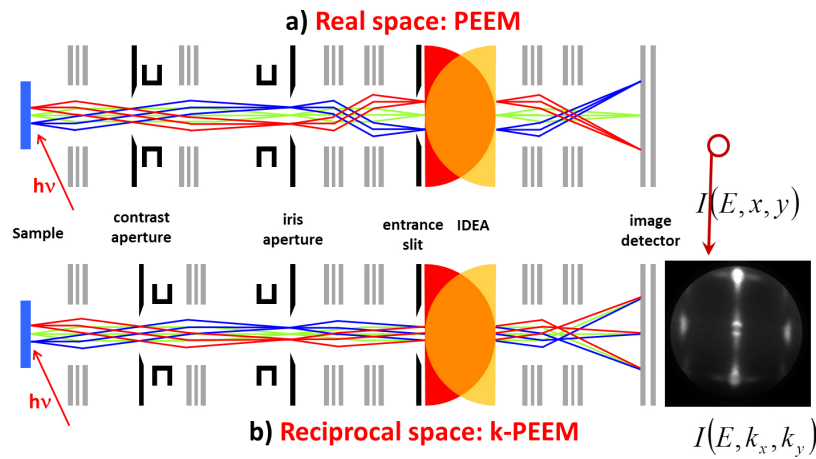 a) Real space: PEEM
hν
I(E, x, y)
Sample
contrast
aperture
iris
aperture
entrance
slit
IDEA
image
detector
hν
b) Reciprocal space: k-PEEM
I(E, kₓ, k_y)